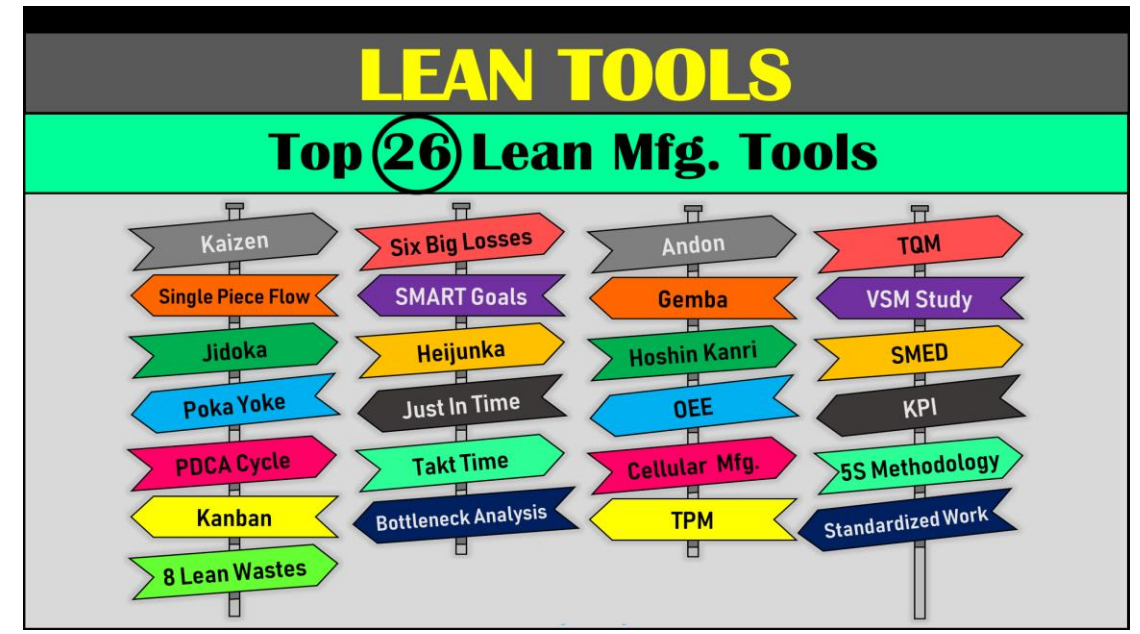 LEAN TOOLS
Top 26 Lean Mfg. Tools
Kaizen
Single Piece Flow
Jidoka
Poka Yoke
PDCA Cycle
Kanban
8 Lean Wastes
Six Big Losses
SMART Goals
Heijunka
Just In Time
Takt Time
Bottleneck Analysis
Andon
Gemba
Hoshin Kanri
OEE
Cellular Mfg.
TPM
TQM
VSM Study
SMED
KPI
5S Methodology
Standardized Work